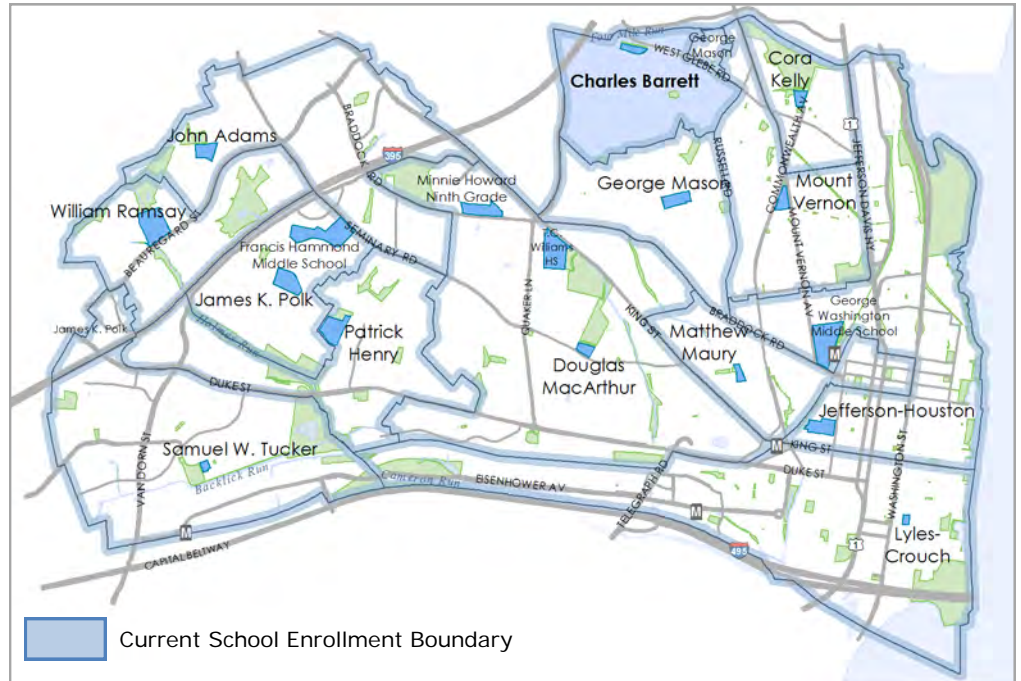 Four Mile Run
George
Mason
WEST GLEBE RD
Cora
Kelly
Charles Barrett
COMMONWEALTH AV
1
JEFFERSON DAVIS HY
John Adams
BRADDOCK RD
395
Minnie Howard
Ninth Grade
RUSSELL RD
George Mason
Mount
Vernon
MOUNT VERNON AV
William Ramsay
BEAUREGARD ST
Francis Hammond
Middle School
SEMINARY RD
T.C.
Williams
HS
James K. Polk
James K. Polk
Holmes Run
Patrick
Henry
QUAKER LN
KING ST
BRADDOCK RD
George
Washington
Middle School
M
Matthew
Maury
Douglas
MacArthur
DUKE ST
Jefferson-Houston
M
KING ST
DUKE ST
WASHINGTON ST
Samuel W. Tucker
VAN DORN ST
Backlick Run
Cameron Run
EISENHOWER AV
TELEGRAPH RD
M
M
CAPITAL BELTWAY
495
1
Lyles-
Crouch
Current School Enrollment Boundary